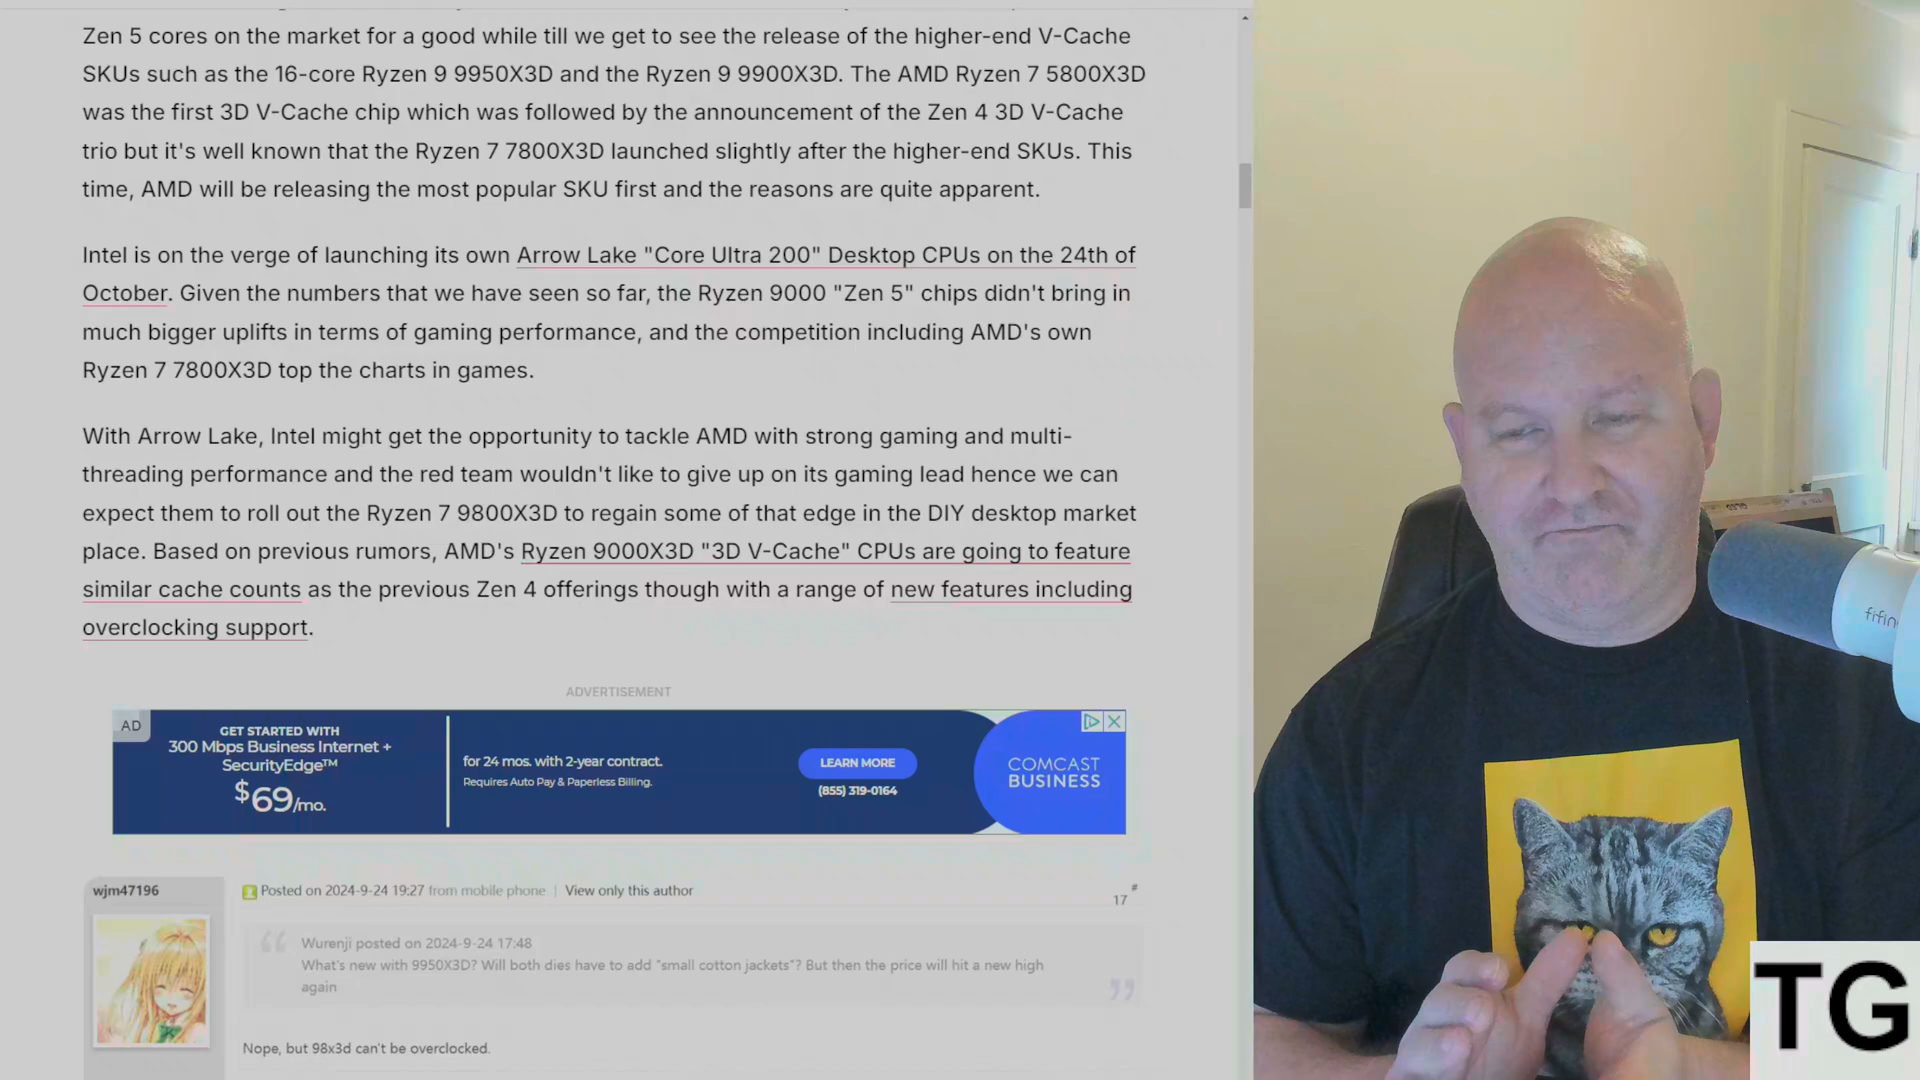 Zen 5 cores on the market for a good while till we get to see the release of the higher-end V-Cache
SKUs such as the 16-core Ryzen 9 9950X3D and the Ryzen 9 9900X3D. The AMD Ryzen 7 5800X3D
was the first 3D V-Cache chip which was followed by the announcement of the Zen 4 3D V-Cache
trio but it's well known that the Ryzen 7 7800X3D launched slightly after the higher-end SKUs. This
time, AMD will be releasing the most popular SKU first and the reasons are quite apparent.
Intel is on the verge of launching its own Arrow Lake "Core Ultra 200" Desktop CPUs on the 24th of
October. Given the numbers that we have seen so far, the Ryzen 9000 "Zen 5" chips didn't bring in
much bigger uplifts in terms of gaming performance, and the competition including AMD's own
Ryzen 7 7800X3D top the charts in games.
With Arrow Lake, Intel might get the opportunity to tackle AMD with strong gaming and multi-
threading performance and the red team wouldn't like to give up on its gaming lead hence we can
expect them to roll out the Ryzen 7 9800X3D to regain some of that edge in the DIY desktop market
place. Based on previous rumors, AMD's Ryzen 9000X3D "3D V-Cache" CPUs are going to feature
similar cache counts as the previous Zen 4 offerings though with a range of new features including
overclocking support.
ADVERTISEMENT
AD
GET STARTED WITH
300 Mbps Business Internet +
SecurityEdge™
$69/mo.
for 24 mos. with 2-year contract.
Requires Auto Pay & Paperless Billing.
LEARN MORE
(855) 319-0164
COMCAST
BUSINESS
wjm47196
Posted on 2024-9-24 19:27 from mobile phone | View only this author
17 #
Wurenji posted on 2024-9-24 17:48
What's new with 9950X3D? Will both dies have to add "small cotton jackets"? But then the price will hit a new high
again
Nope, but 98x3d can't be overclocked.
fifin
TG